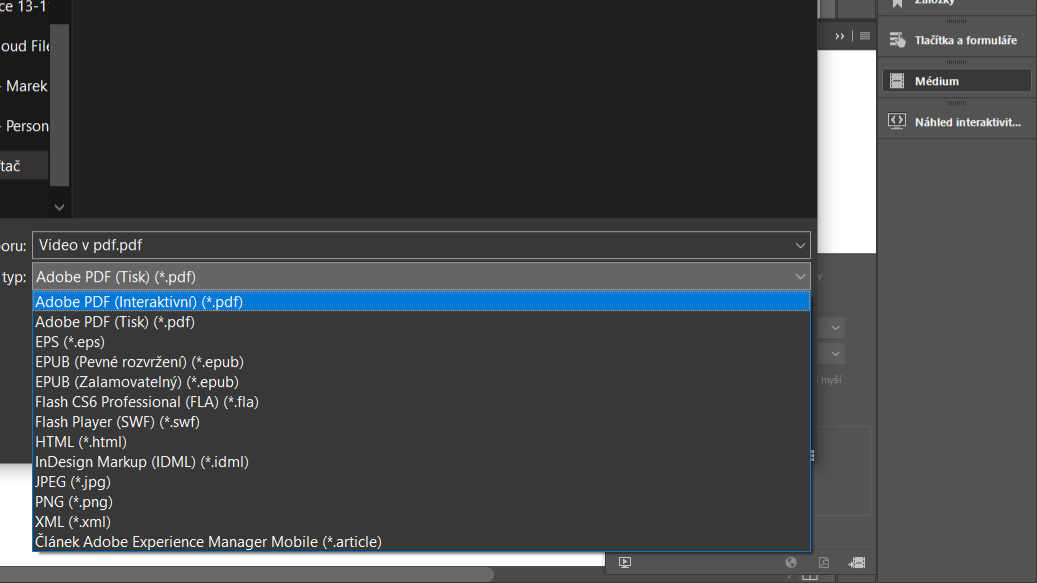 ce 13-1
Záložky
oud File
Tlačítka a formuláře
- Marek
Médium
- Person
Náhled interaktivit...
tač
oru:
Video v pdf.pdf
typ:
Adobe PDF (Tisk) (*.pdf)
Adobe PDF (Interaktivní) (*.pdf)
Adobe PDF (Tisk) (*.pdf)
EPS (*.eps)
EPUB (Pevné rozvržení) (*.epub)
EPUB (Zalamovatelný) (*.epub)
myší
Flash CS6 Professional (FLA) (*.fla)
Flash Player (SWF) (*.swf)
HTML (*.html)
InDesign Markup (IDML) (*.idml)
JPEG (*.jpg)
PNG (*.png)
XML (*.xml)
Článek Adobe Experience Manager Mobile (*.article)